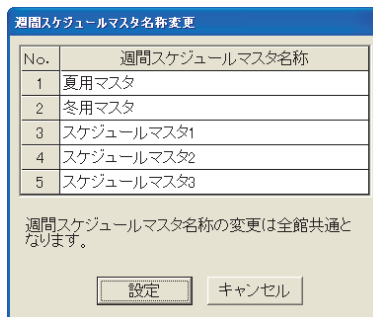 週間スケジュールマスタ名称変更
No. 週間スケジュールマスタ名称
1 夏用マスタ
2 冬用マスタ
3 スケジュールマスタ1
4 スケジュールマスタ2
5 スケジュールマスタ3
週間スケジュールマスタ名称の変更は全館共通と
なります。
設定 キャンセル